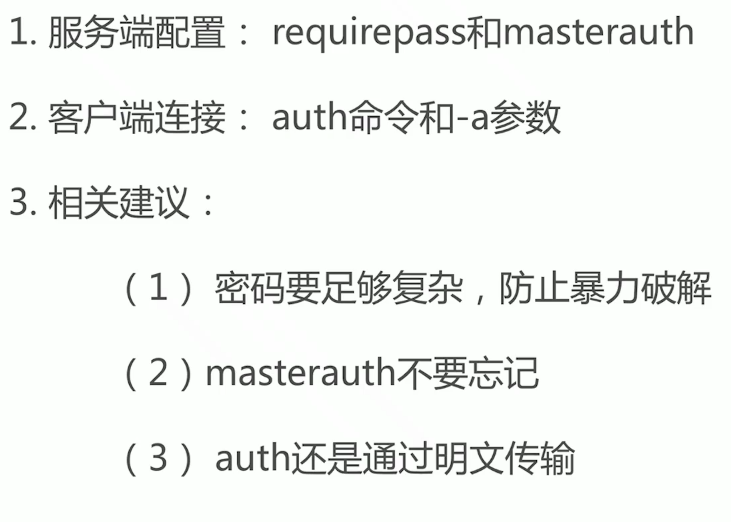 1. 服务端配置： requirepass和masterauth
2. 客户端连接： auth命令和-a参数
3. 相关建议：
（1） 密码要足够复杂，防止暴力破解
（2）masterauth不要忘记
（3） auth还是通过明文传输